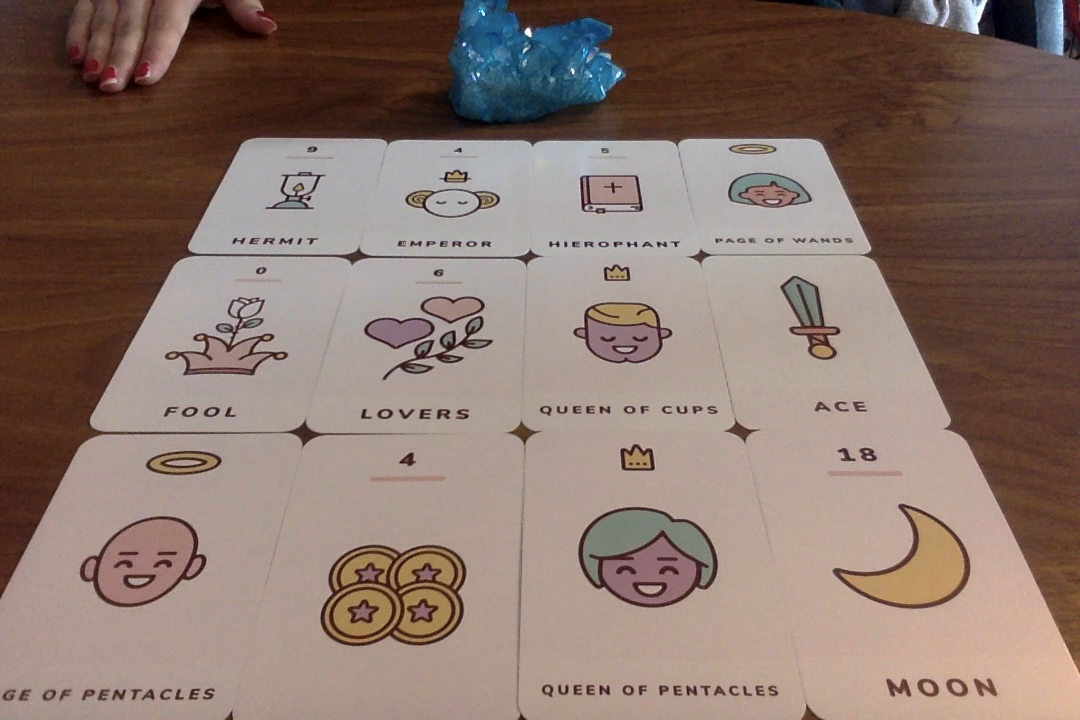 9
HERMIT
4
EMPEROR
5
HIEROPHANT
PAGE OF WANDS
0
FOOL
6
LOVERS
QUEEN OF CUPS
ACE
GE OF PENTACLES
4
QUEEN OF PENTACLES
18
MOON